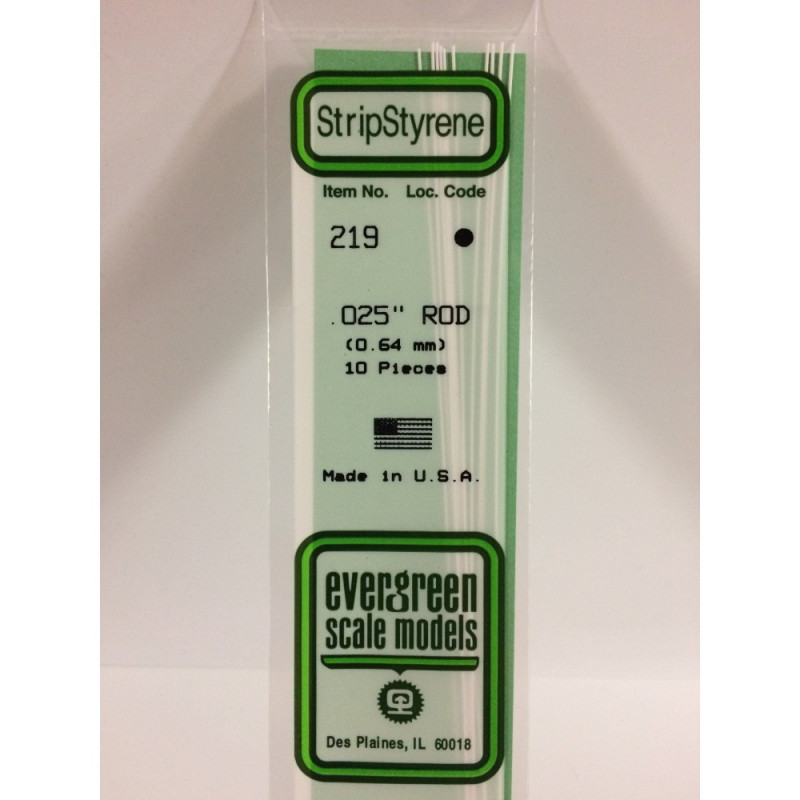 StripStyrene
Item No. Loc. Code
219 ●
.025" ROD
(0.64 mm)
10 Pieces
Made in U.S.A.
evergreen
scale models
Des Plaines, IL 60018